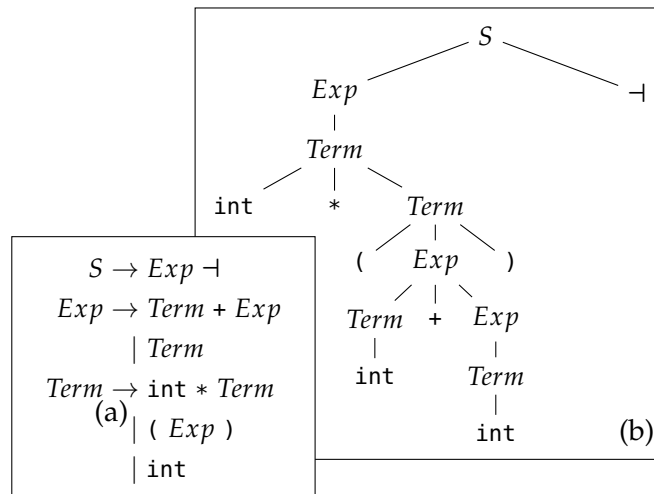 S
Exp ⊣
Term
int * Term
( Exp )
Term + Exp
int Term
int
(b)
S → Exp ⊣
Exp → Term + Exp
| Term
Term → int * Term
(a) | ( Exp )
| int